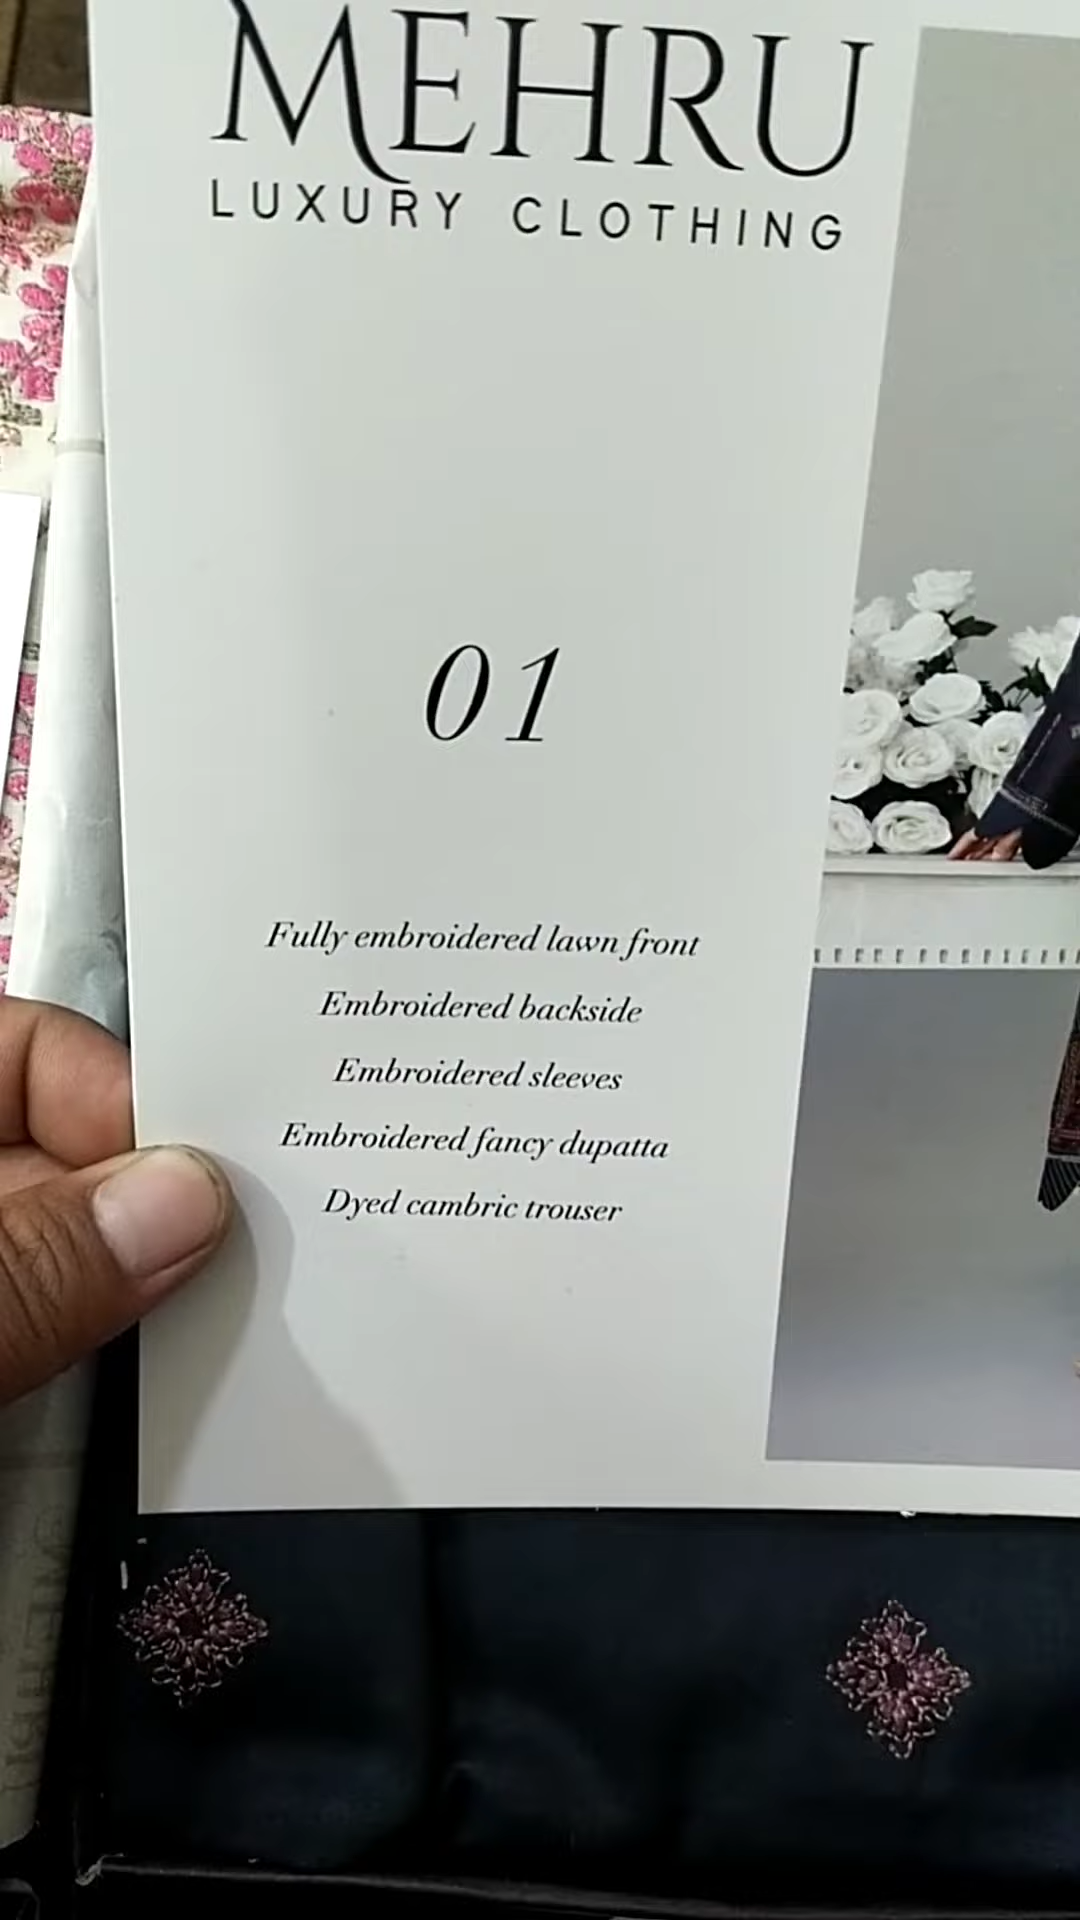 MEHRU
LUXURY CLOTHING
01
Fully embroidered lawn front
Embroidered backside
Embroidered sleeves
Embroidered fancy dupatta
Dyed cambric trouser